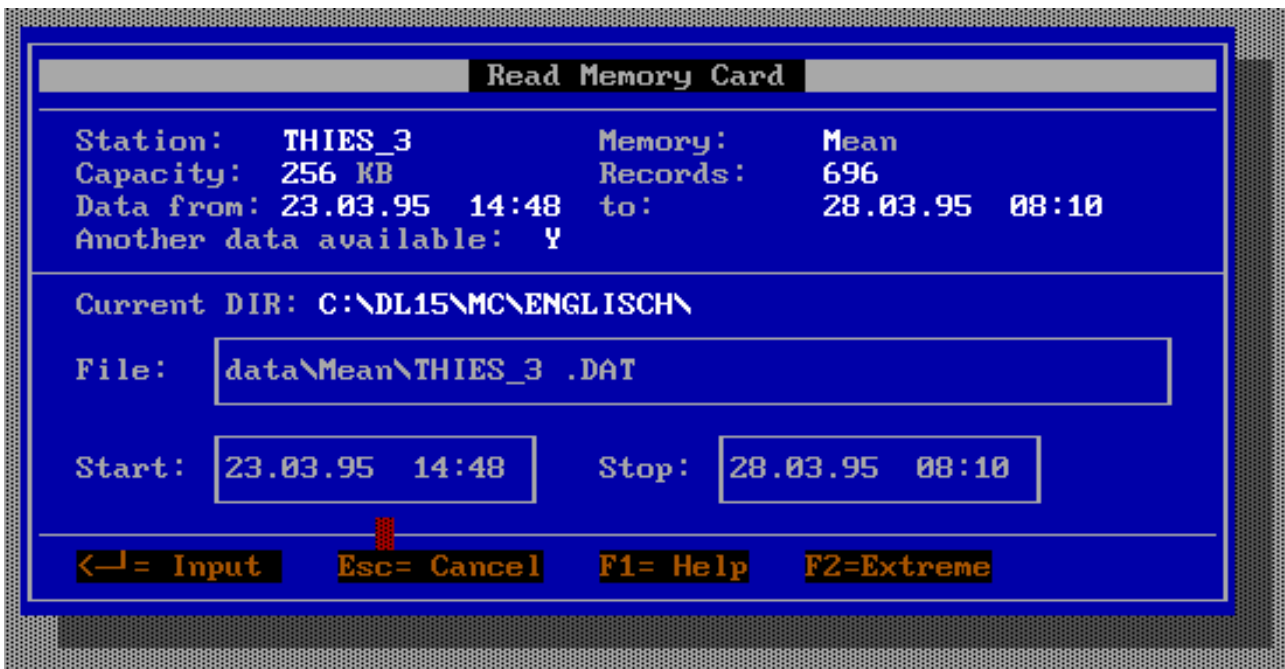 Read Memory Card
Station: THIES_3 Memory: Mean
Capacity: 256 KB Records: 696
Data from: 23.03.95 14:48 to: 28.03.95 08:10
Another data available: Y
Current DIR: C:\DL15\MC\ENGLISCH\
File: data\Mean\THIES_3 .DAT
Start: 23.03.95 14:48 Stop: 28.03.95 08:10
<─┘= Input Esc= Cancel F1= Help F2=Extreme